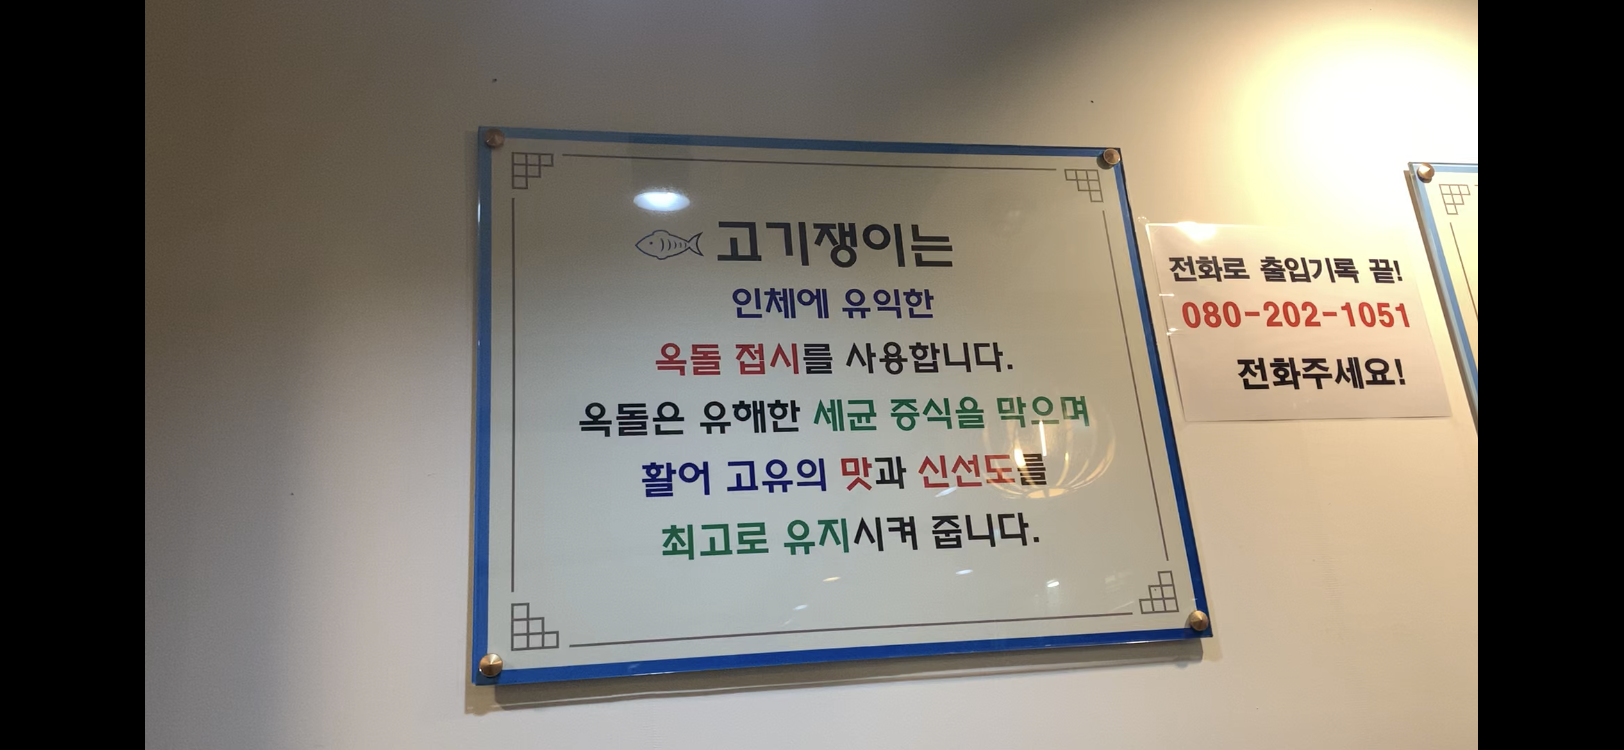 고기쟁이는
인체에 유익한
옥돌 접시를 사용합니다.
옥돌은 유해한 세균 증식을 막으며
활어 고유의 맛과 신선도를
최고로 유지시켜 줍니다.
전화로 출입기록 끝!
080-202-1051
전화주세요!